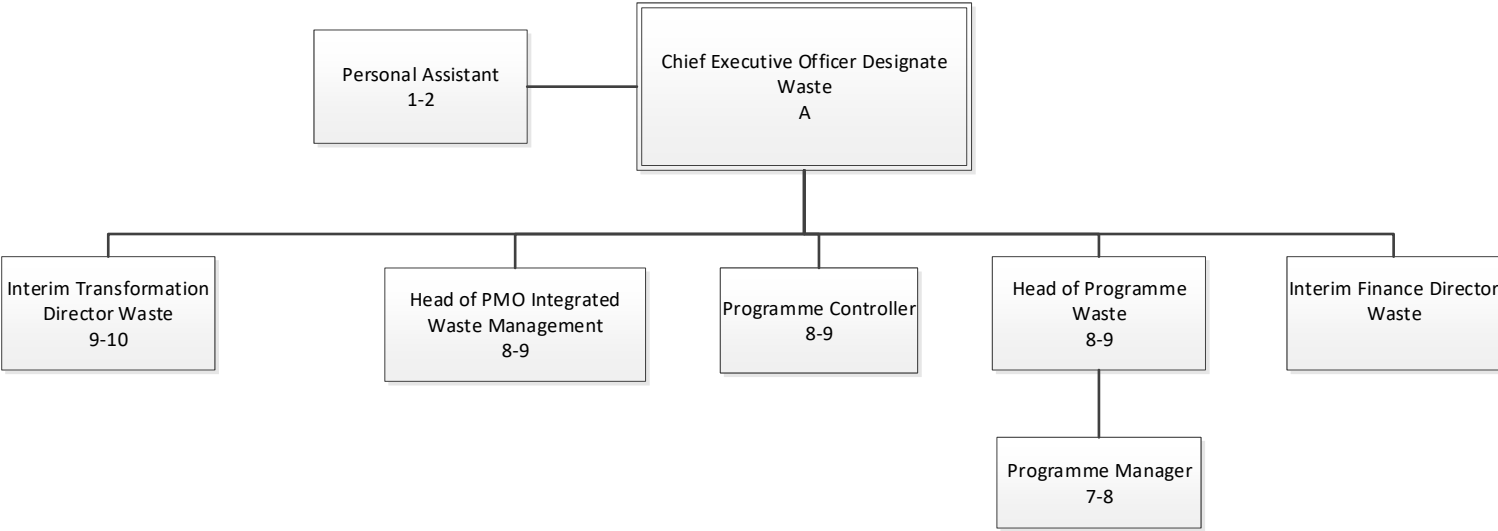 Personal Assistant
1-2
Chief Executive Officer Designate
Waste
A
Interim Transformation
Director Waste
9-10
Head of PMO Integrated
Waste Management
8-9
Programme Controller
8-9
Head of Programme
Waste
8-9
Interim Finance Director
Waste
Programme Manager
7-8